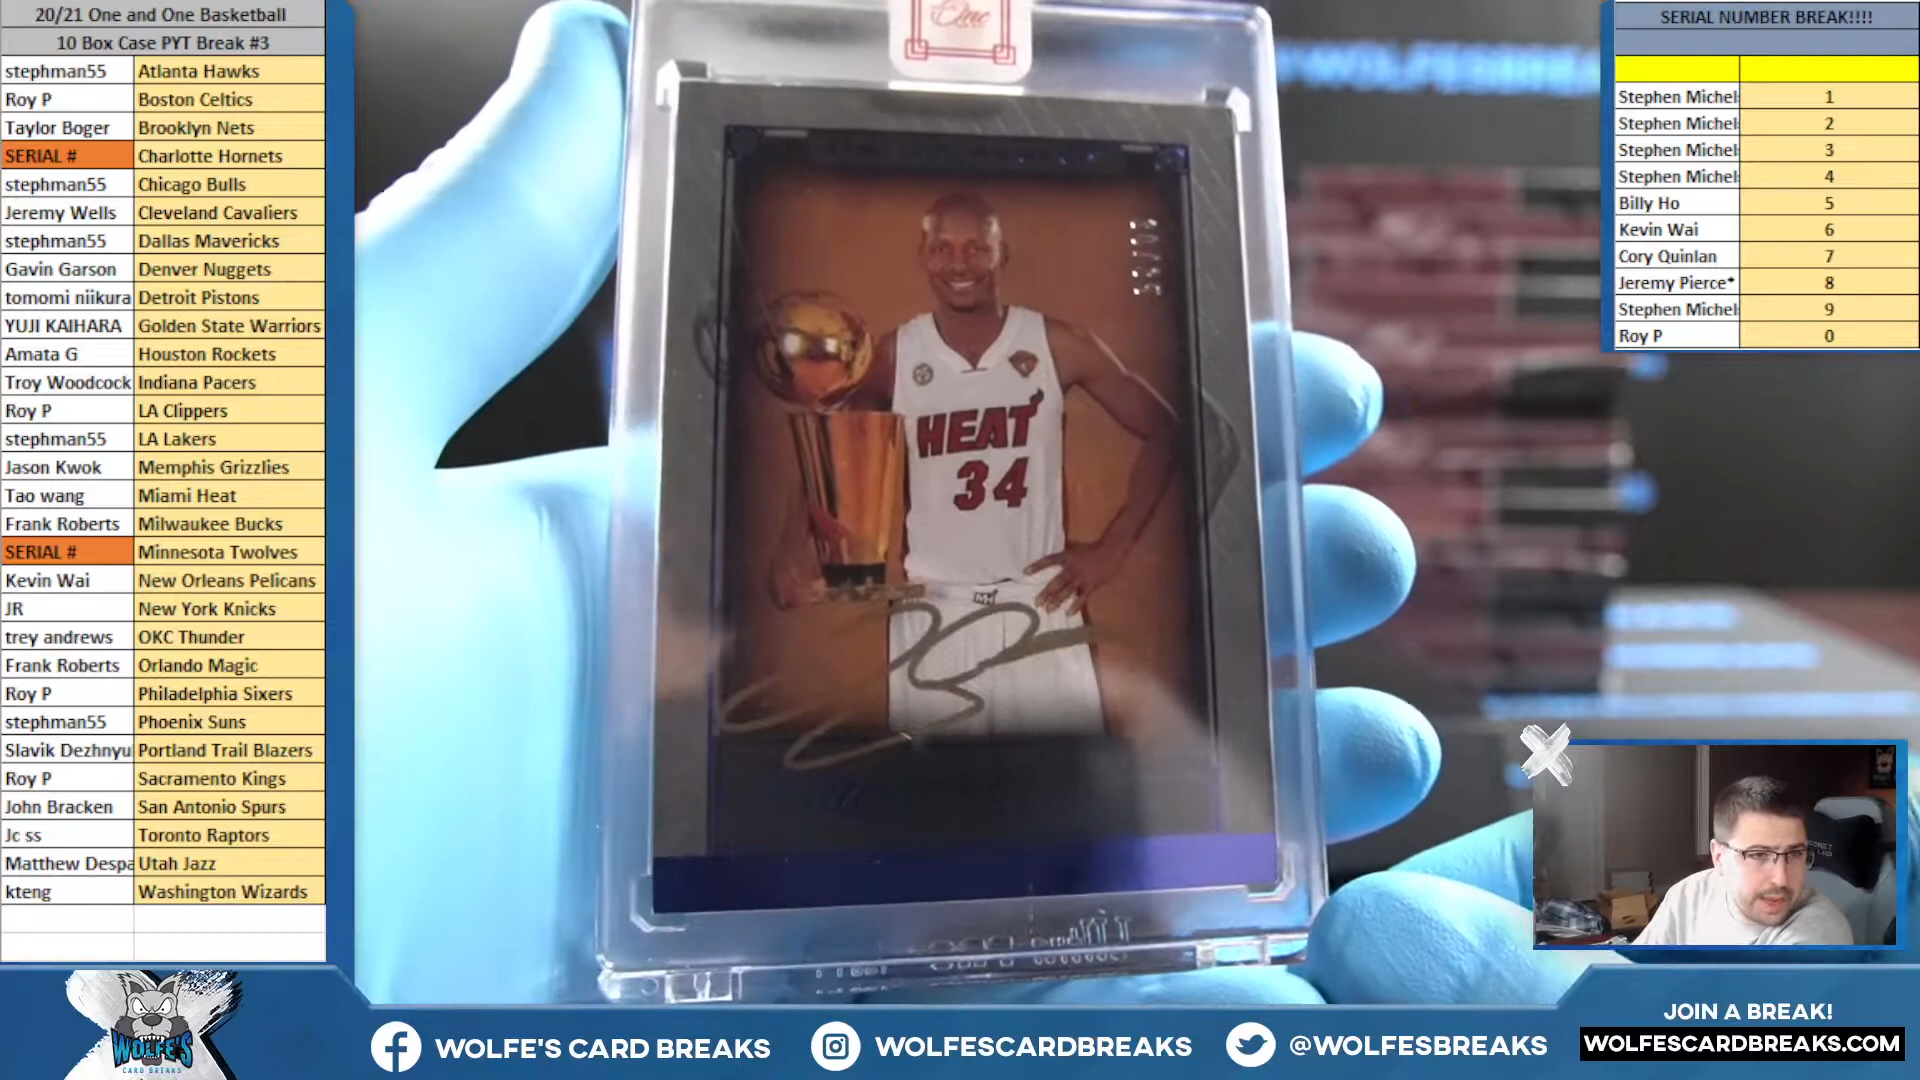 20/21 One and One Basketball
10 Box Case PYT Break #3
stephman55 Atlanta Hawks
Roy P Boston Celtics
Taylor Boger Brooklyn Nets
SERIAL # Charlotte Hornets
stephman55 Chicago Bulls
Jeremy Wells Cleveland Cavaliers
stephman55 Dallas Mavericks
Gavin Garson Denver Nuggets
tomomi niikura Detroit Pistons
YUJI KAIHARA Golden State Warriors
Amata G Houston Rockets
Troy Woodcock Indiana Pacers
Roy P LA Clippers
stephman55 LA Lakers
Jason Kwok Memphis Grizzlies
Tao wang Miami Heat
Frank Roberts Milwaukee Bucks
SERIAL # Minnesota Twolves
Kevin Wai New Orleans Pelicans
JR New York Knicks
trey andrews OKC Thunder
Frank Roberts Orlando Magic
Roy P Philadelphia Sixers
stephman55 Phoenix Suns
Slavik Dezhnyu Portland Trail Blazers
Roy P Sacramento Kings
John Bracken San Antonio Spurs
Jc ss Toronto Raptors
Matthew Despa Utah Jazz
kteng Washington Wizards
One
HEAT
34
SERIAL NUMBER BREAK!!!!
Stephen Michel 1
Stephen Michel 2
Stephen Michel 3
Stephen Michel 4
Billy Ho 5
Kevin Wai 6
Cory Quinlan 7
Jeremy Pierce* 8
Stephen Michel 9
Roy P 0
WOLFE'S
CARD BREAKS
WOLFE'S CARD BREAKS
WOLFESCARDBREAKS
@WOLFESBREAKS
JOIN A BREAK!
WOLFESCARDBREAKS.COM